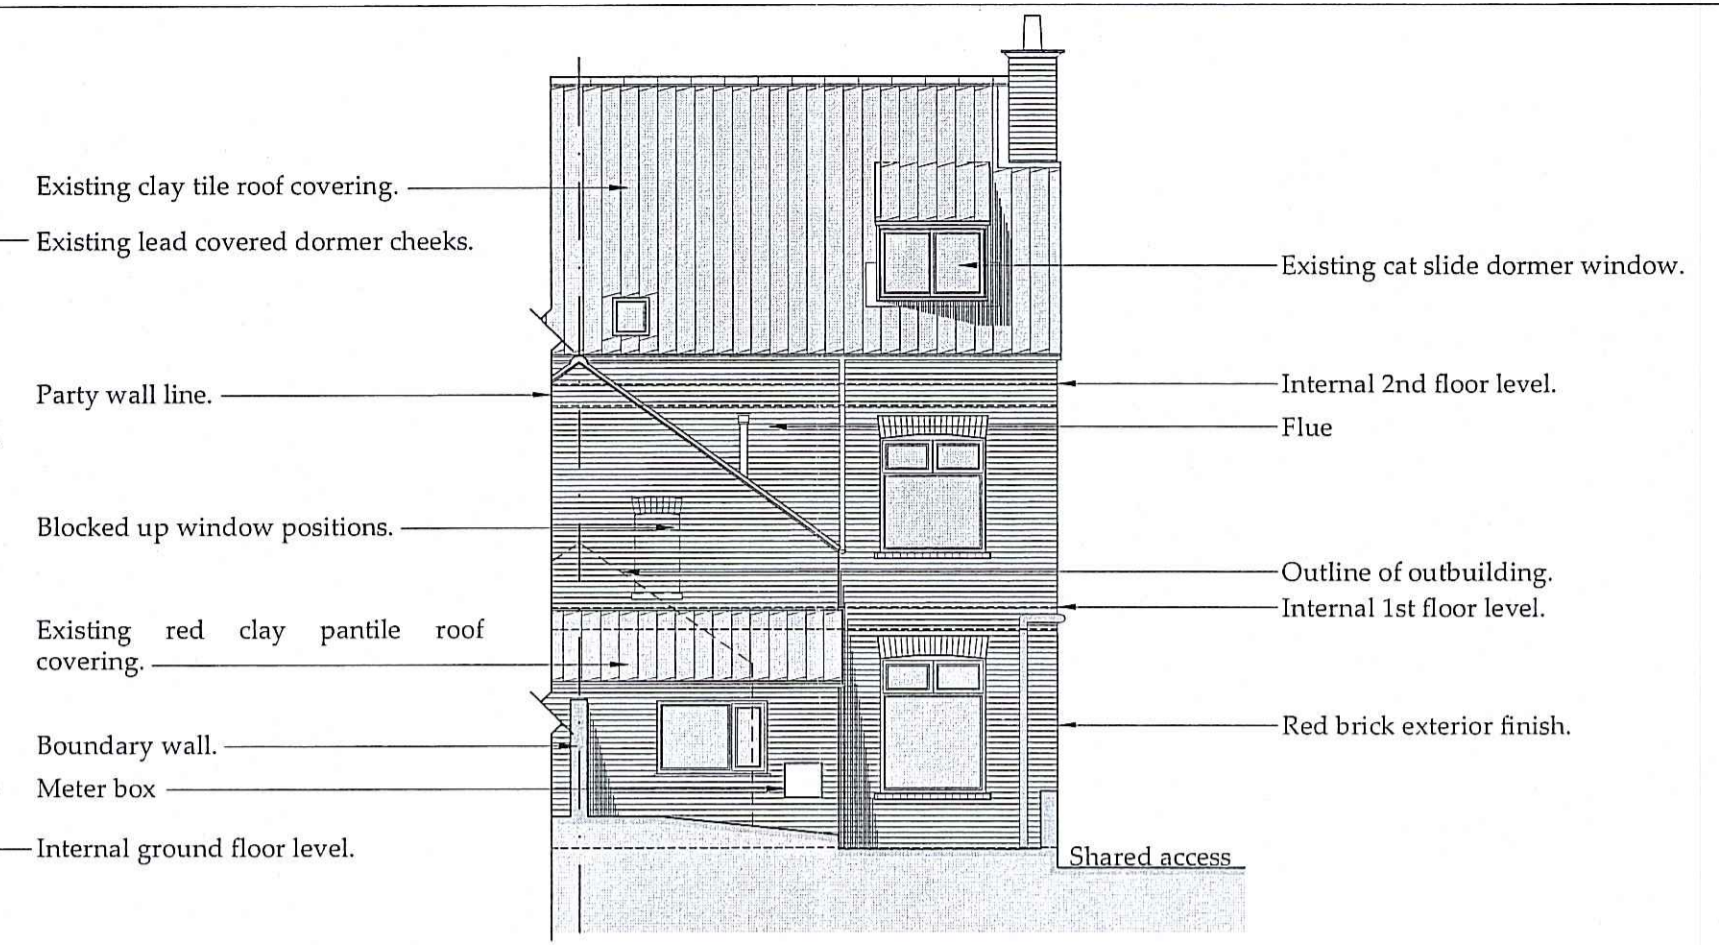 Existing clay tile roof covering.
Existing lead covered dormer cheeks.
Party wall line.
Blocked up window positions.
Existing red clay pantile roof
covering.
Boundary wall.
Meter box
Internal ground floor level.
Existing cat slide dormer window.
Internal 2nd floor level.
Flue
Outline of outbuilding.
Internal 1st floor level.
Red brick exterior finish.
Shared access